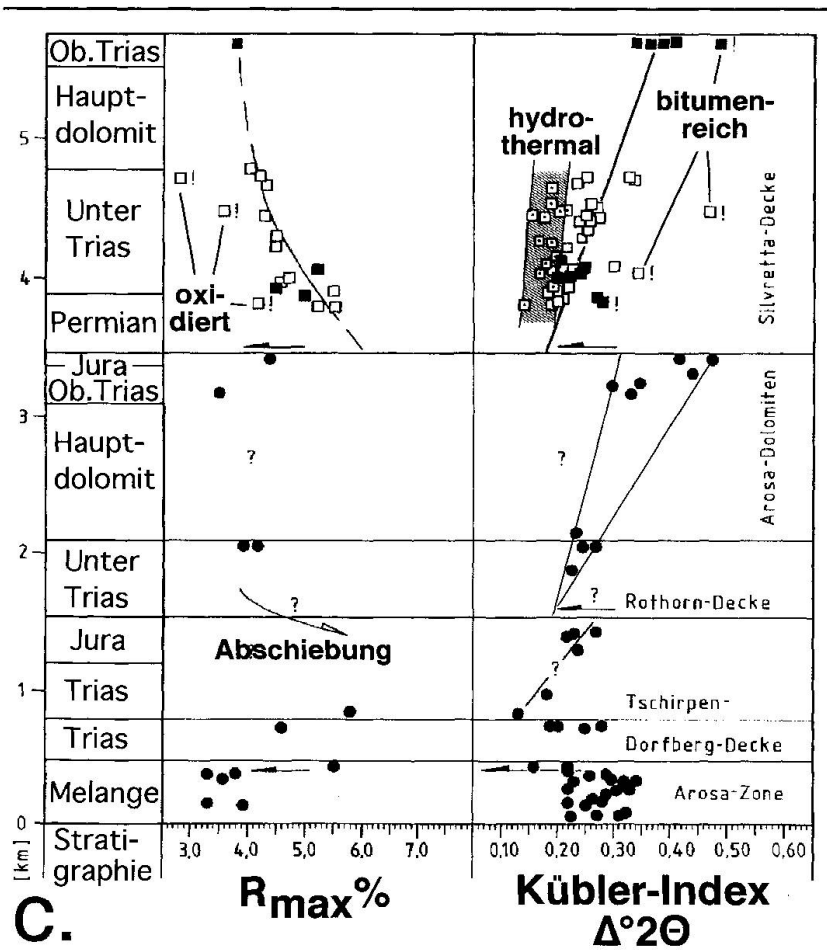 Ob.Trias
Haupt-
dolomit
Unter
Trias
Permian
Jura
Ob.Trias
Haupt-
dolomit
Unter
Trias
Jura
Trias
Trias
Melange
Strati-
graphie
5
4
3
2
1
0
[km]
oxi-
diert
!
!
!
?
?
Abschiebung
3,0
4,0
5,0
6,0
7,0
Rmax%
hydro-
thermal
bitumen-
reich
!
!
!
!
Silvretta-Decke
?
Arosa-Dolomiten
?
Rothorn-Decke
?
Tschirpen-
Dorfberg-Decke
Arosa-Zone
0,10
0,20
0,30
0,40
0,50
0,60
Kübler-Index
Δ°2Θ
C.